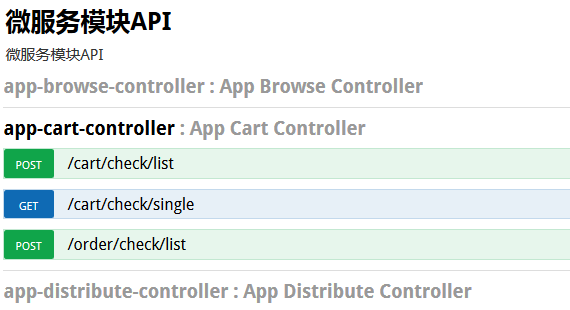 微服务模块API
微服务模块API
app-browse-controller : App Browse Controller
app-cart-controller : App Cart Controller
POST /cart/check/list
GET /cart/check/single
POST /order/check/list
app-distribute-controller : App Distribute Controller